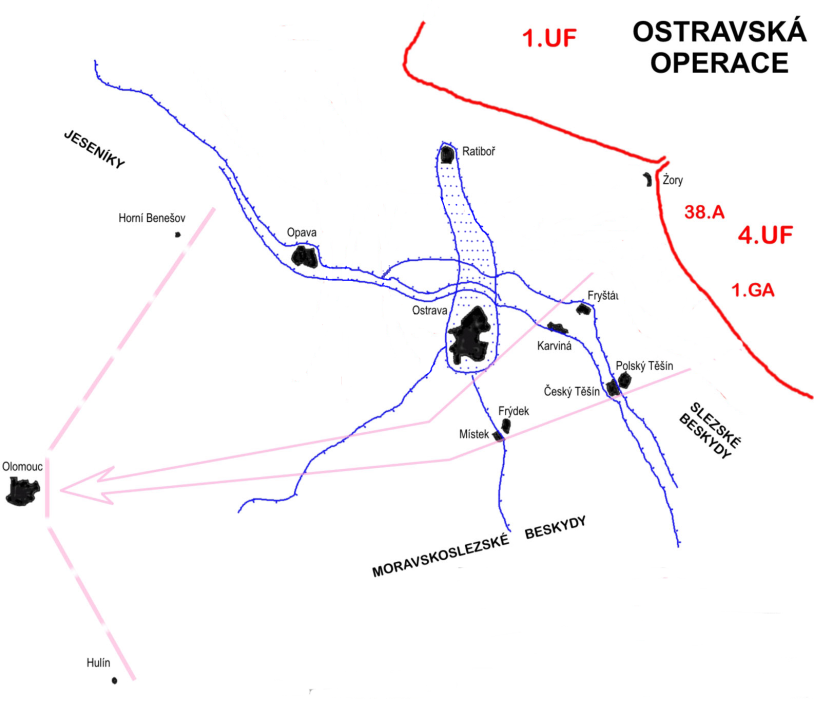 1.UF
OSTRAVSKÁ
OPERACE
JESENÍKY
Ratiboř
Żory
38.A
4.UF
Horní Benešov
Opava
1.GA
Fryštát
Ostrava
Karviná
Polský Těšín
Český Těšín
SLEZSKÉ
BESKYDY
Frýdek
Místek
Olomouc
MORAVSKOSLEZSKÉ BESKYDY
Hulín